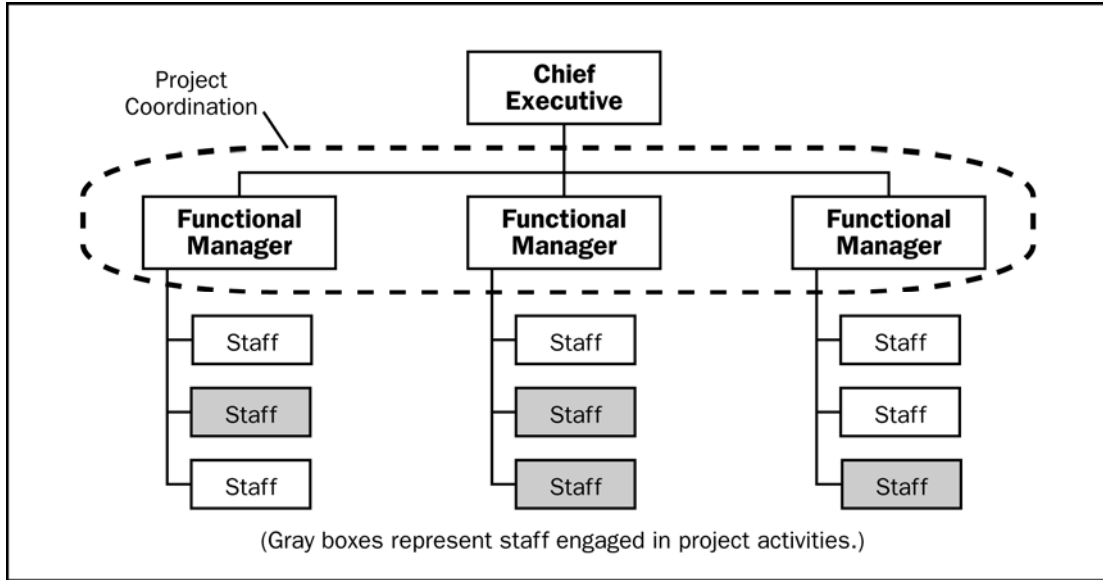 Chief
Executive
Project
Coordination
Functional
Manager
Functional
Manager
Functional
Manager
Staff
Staff
Staff
Staff
Staff
Staff
Staff
Staff
Staff
(Gray boxes represent staff engaged in project activities.)